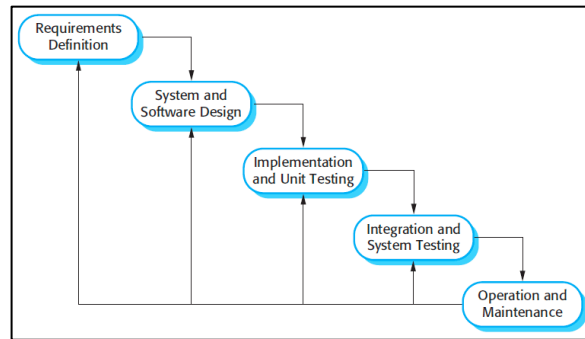 Requirements
Definition
System and
Software Design
Implementation
and Unit Testing
Integration and
System Testing
Operation and
Maintenance